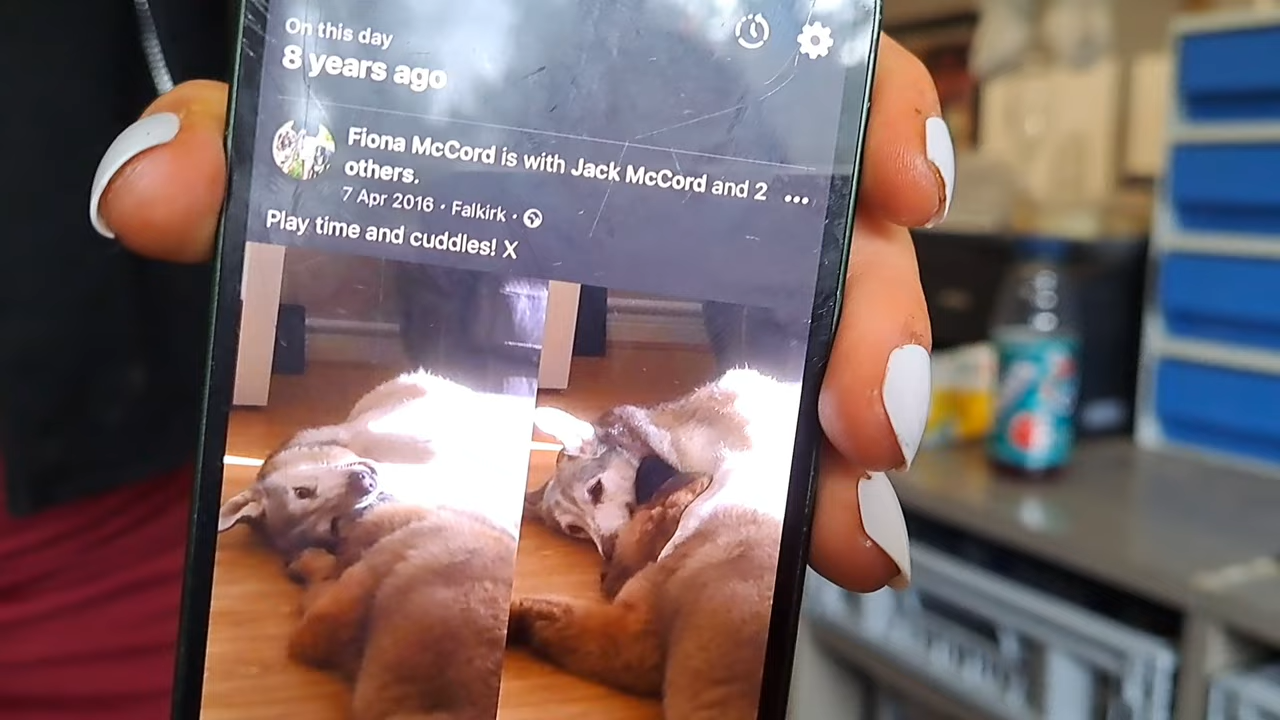 On this day
8 years ago
Fiona McCord is with Jack McCord and 2
others.
7 Apr 2016 · Falkirk ·
Play time and cuddles! X